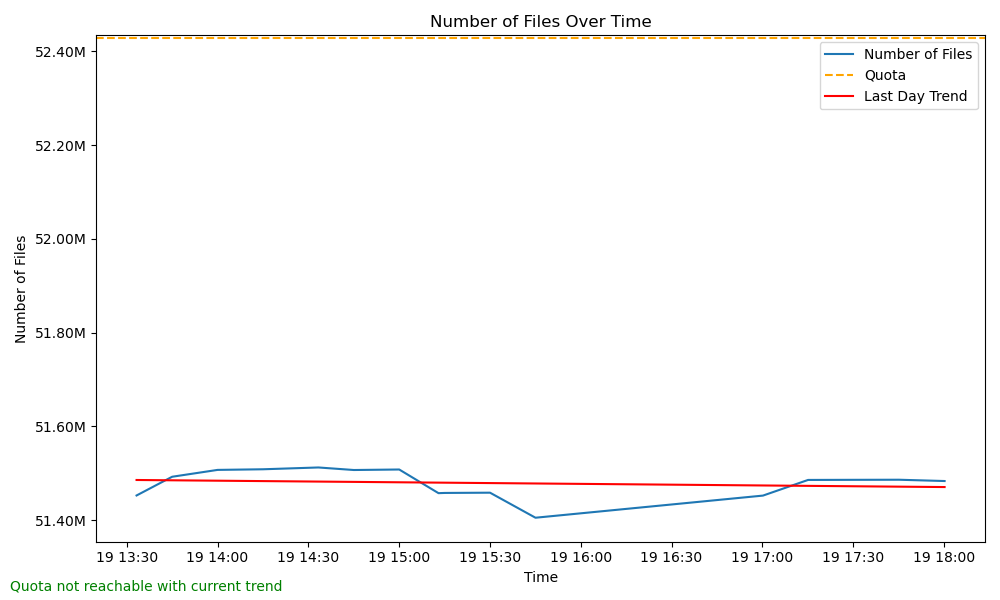 Number of Files Over Time
52.40M
52.20M
52.00M
51.80M
51.60M
51.40M
Number of Files
Number of Files
Quota
Last Day Trend
19 13:30
19 14:00
19 14:30
19 15:00
19 15:30
19 16:00
19 16:30
19 17:00
19 17:30
19 18:00
Time
Quota not reachable with current trend